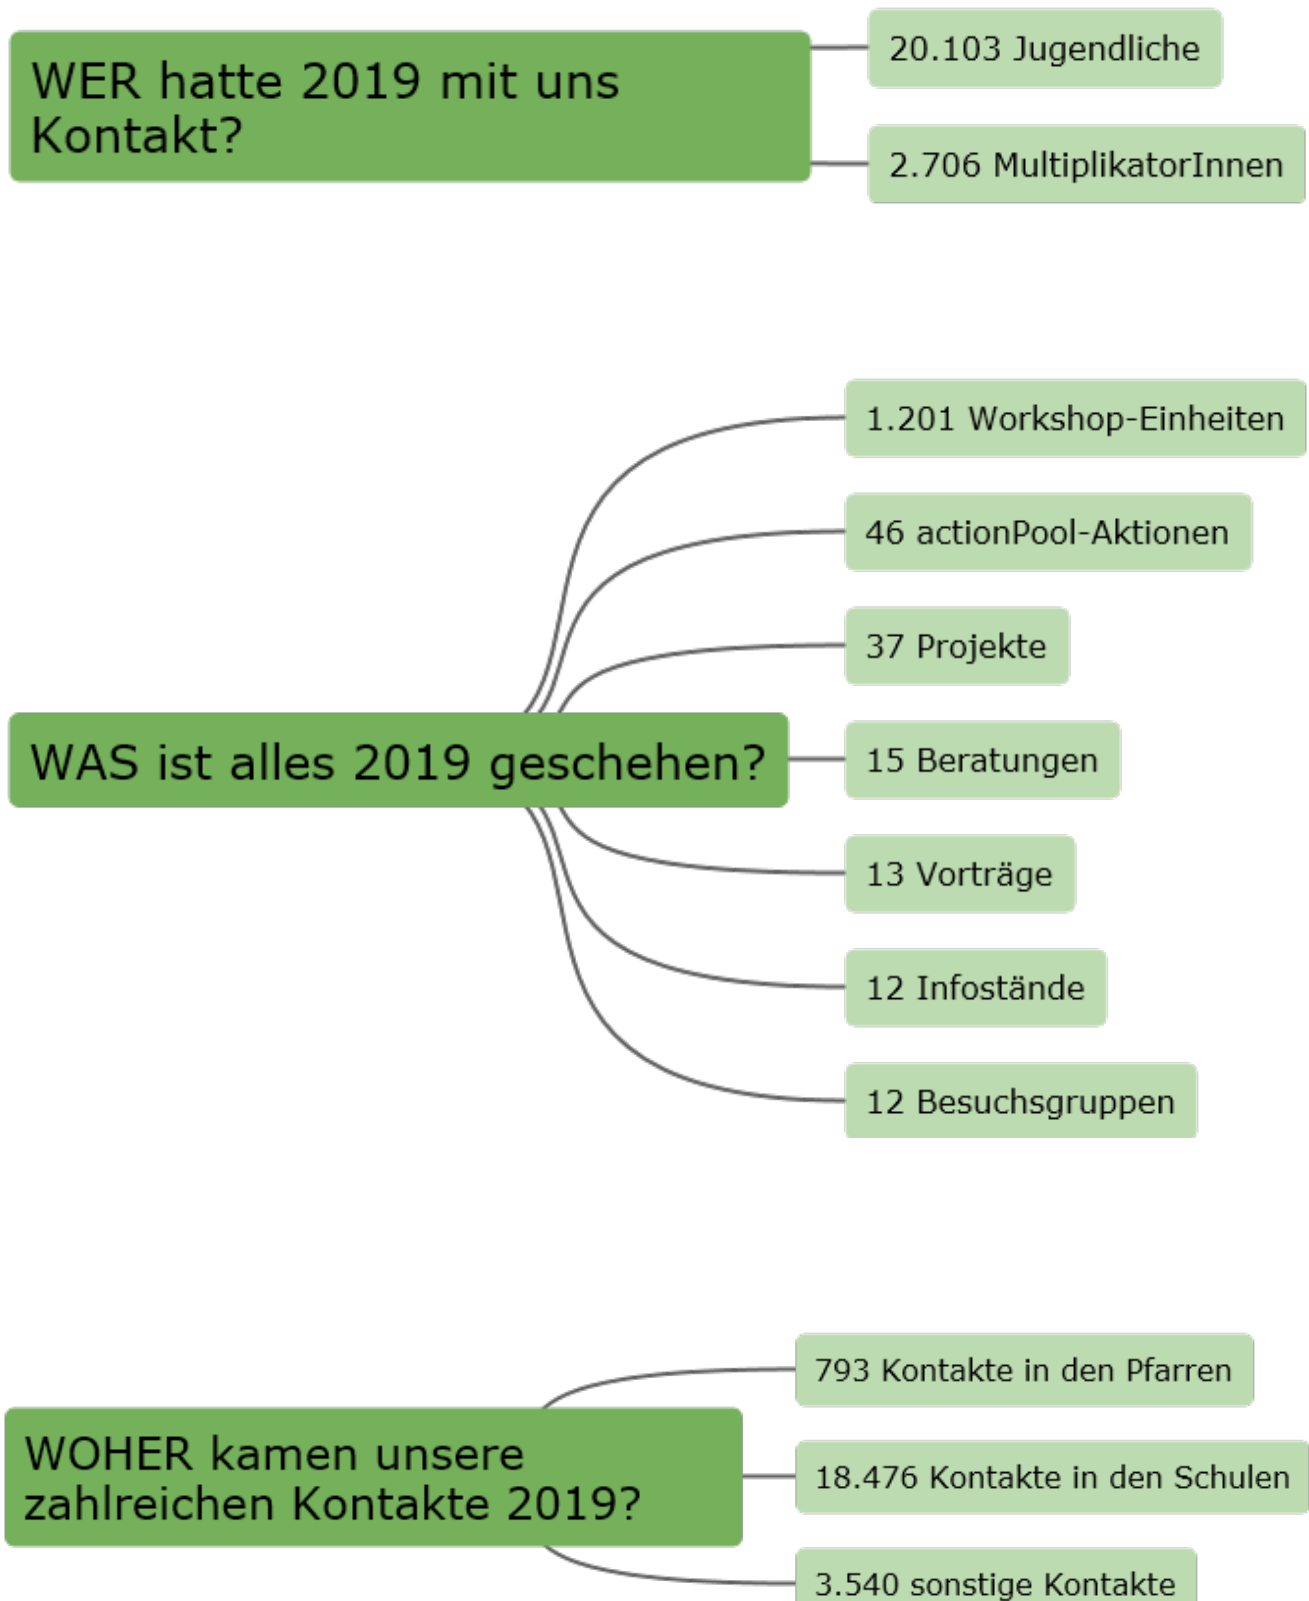 WER hatte 2019 mit uns
Kontakt?
20.103 Jugendliche
2.706 MultiplikatorInnen
WAS ist alles 2019 geschehen?
1.201 Workshop-Einheiten
46 actionPool-Aktionen
37 Projekte
15 Beratungen
13 Vorträge
12 Infostände
12 Besuchsgruppen
WOHER kamen unsere
zahlreichen Kontakte 2019?
793 Kontakte in den Pfarren
18.476 Kontakte in den Schulen
3.540 sonstige Kontakte